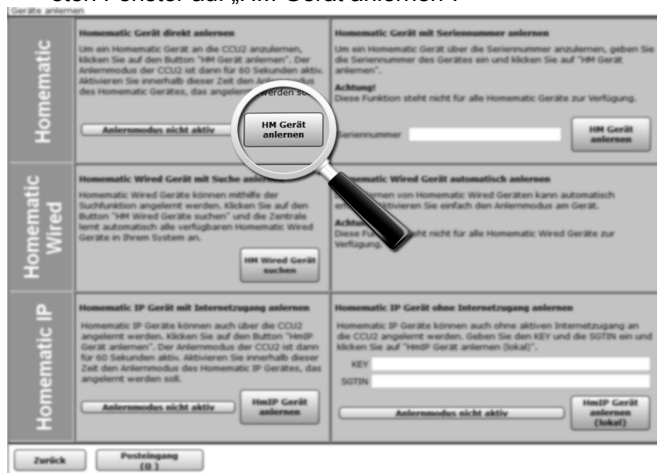 sten Fenster auf „HM Gerät anlernen“.
Geräte anlernen
Homematic
Homematic Gerät direkt anlernen
Um ein Homematic Gerät an die CCU2 anzulernen,
klicken Sie auf den Button "HM Gerät anlernen". Der
Anlernmodus der CCU2 ist dann für 60 Sekunden aktiv.
Aktivieren Sie innerhalb dieser Zeit den Anlernmodus
des Homematic Gerätes, das angelernt werden soll.
Anlernmodus nicht aktiv
HM Gerät
anlernen
Homematic Gerät mit Seriennummer anlernen
Um ein Homematic Gerät über die Seriennummer anzulernen, geben Sie
die Seriennummer des Gerätes ein und klicken Sie auf "HM Gerät
anlernen".
Achtung!
Diese Funktion steht nicht für alle Homematic Geräte zur Verfügung.
Seriennummer
HM Gerät
anlernen
Homematic
Wired
Homematic Wired Gerät mit Suche anlernen
Homematic Wired Geräte können mithilfe der
Suchfunktion angelernt werden. Klicken Sie auf den
Button "HM Wired Geräte suchen" und die Zentrale
lernt automatisch alle verfügbaren Homematic Wired
Geräte in Ihrem System an.
HM Wired Gerät
suchen
Homematic Wired Gerät automatisch anlernen
lernen von Homematic Wired Geräten kann automatisch
Aktivieren Sie einfach den Anlernmodus am Gerät.
Achtung!
Diese Funktion steht nicht für alle Homematic Wired Geräte zur
Verfügung.
Homematic IP
Homematic IP Gerät mit Internetzugang anlernen
Homematic IP Geräte können auch über die CCU2
angelernt werden. Klicken Sie auf den Button "HmIP
Gerät anlernen". Der Anlernmodus der CCU2 ist dann
für 60 Sekunden aktiv. Aktivieren Sie innerhalb dieser
Zeit den Anlernmodus des Homematic IP Gerätes, das
angelernt werden soll.
Anlernmodus nicht aktiv
HmIP Gerät
anlernen
Homematic IP Gerät ohne Internetzugang anlernen
Homematic IP Geräte können auch ohne aktiven Internetzugang an
die CCU2 angelernt werden. Geben Sie den KEY und die SGTIN ein und
klicken Sie auf "HmIP Gerät anlernen (lokal)".
KEY
SGTIN
Anlernmodus nicht aktiv
HmIP Gerät
anlernen
(lokal)
Zurück
Posteingang
(0 )